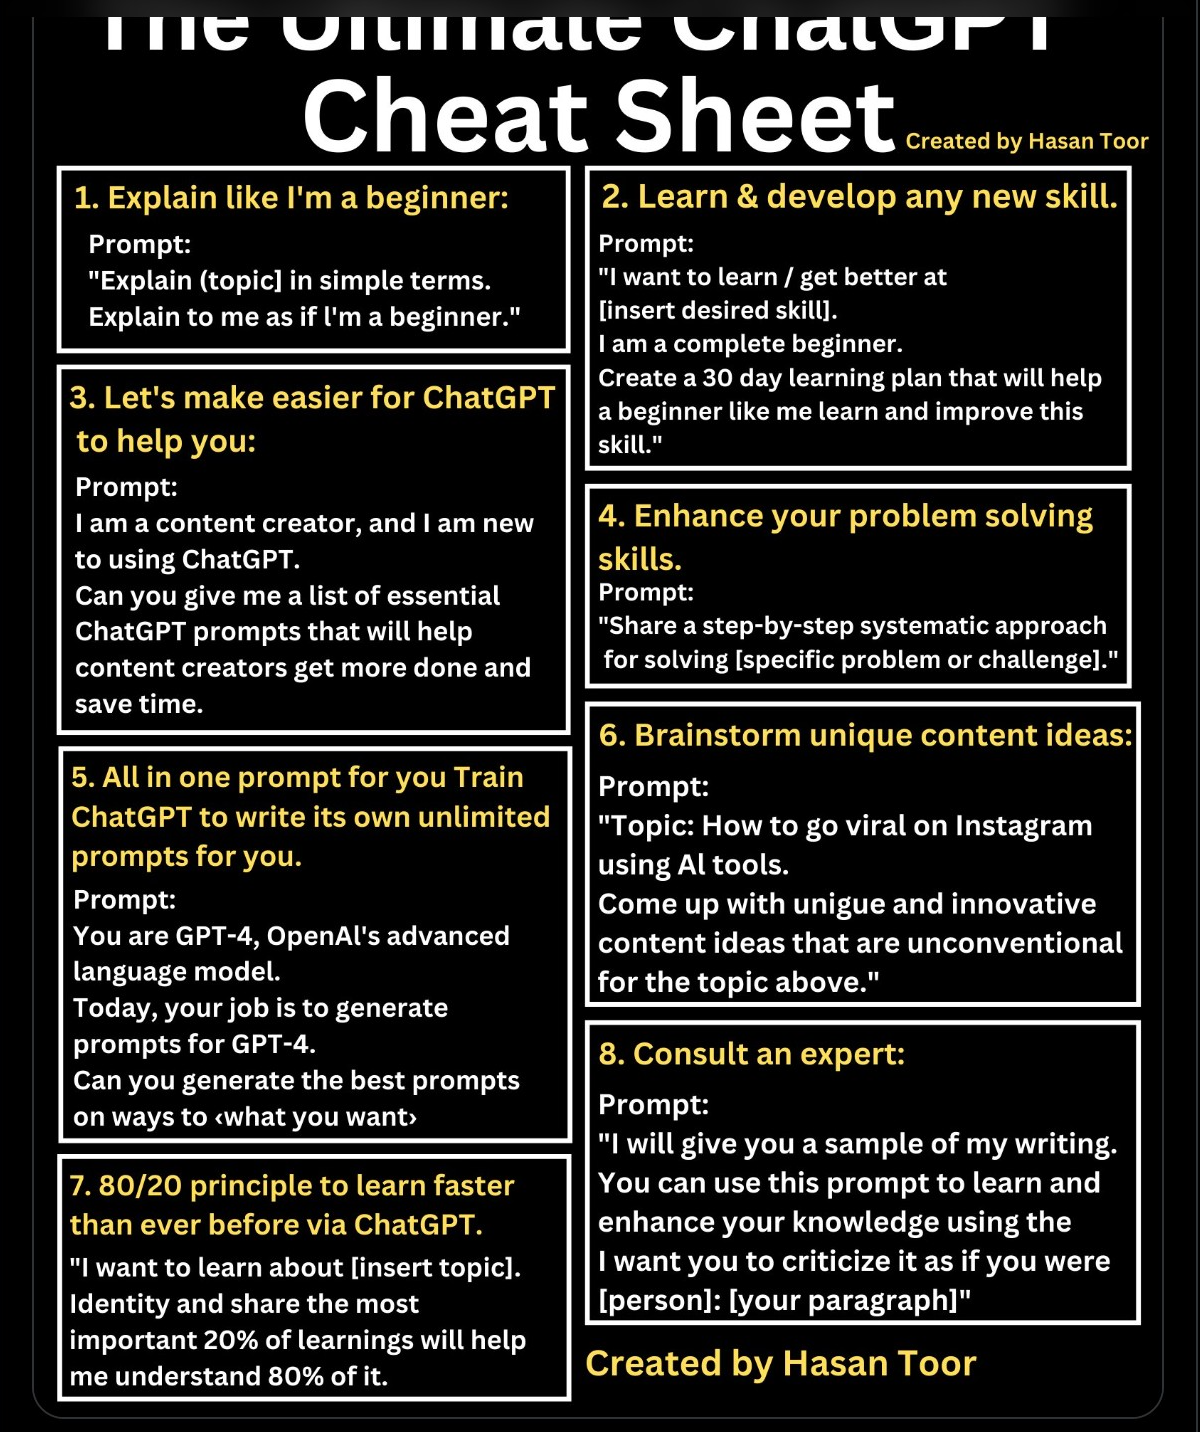 The Ultimate ChatGPT
Cheat Sheet
Created by Hasan Toor
1. Explain like I'm a beginner:
Prompt:
"Explain (topic] in simple terms.
Explain to me as if l'm a beginner."
2. Learn & develop any new skill.
Prompt:
"I want to learn / get better at
[insert desired skill].
I am a complete beginner.
Create a 30 day learning plan that will help
a beginner like me learn and improve this
skill."
3. Let's make easier for ChatGPT
to help you:
Prompt:
I am a content creator, and I am new
to using ChatGPT.
Can you give me a list of essential
ChatGPT prompts that will help
content creators get more done and
save time.
4. Enhance your problem solving
skills.
Prompt:
"Share a step-by-step systematic approach
for solving [specific problem or challenge]."
5. All in one prompt for you Train
ChatGPT to write its own unlimited
prompts for you.
Prompt:
You are GPT-4, OpenAl's advanced
language model.
Today, your job is to generate
prompts for GPT-4.
Can you generate the best prompts
on ways to ‹what you want›
6. Brainstorm unique content ideas:
Prompt:
"Topic: How to go viral on Instagram
using Al tools.
Come up with unigue and innovative
content ideas that are unconventional
for the topic above."
7. 80/20 principle to learn faster
than ever before via ChatGPT.
"I want to learn about [insert topic].
Identity and share the most
important 20% of learnings will help
me understand 80% of it.
8. Consult an expert:
Prompt:
"I will give you a sample of my writing.
You can use this prompt to learn and
enhance your knowledge using the
I want you to criticize it as if you were
[person]: [your paragraph]"
Created by Hasan Toor